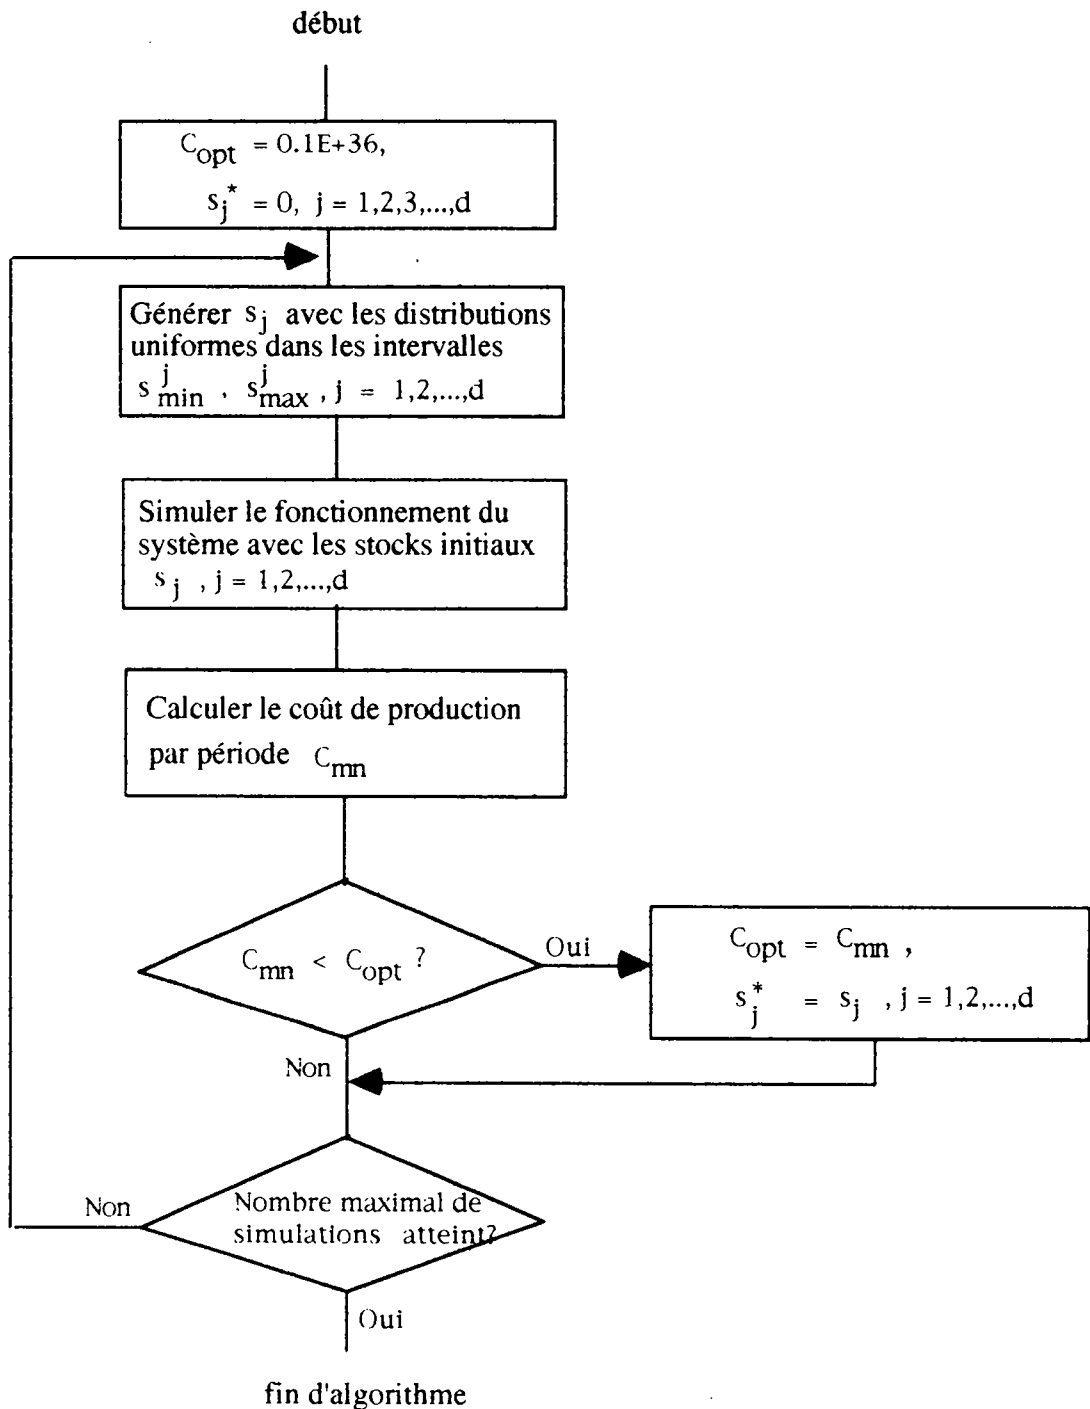 début
C_opt = 0.1E+36,
s_j^* = 0, j = 1,2,3,...,d
Générer s_j avec les distributions
uniformes dans les intervalles
s_min^j , s_max^j , j = 1,2,...,d
Simuler le fonctionnement du
système avec les stocks initiaux
s_j , j = 1,2,...,d
Calculer le coût de production
par période C_mn
C_mn < C_opt ?
Oui
C_opt = C_mn ,
s_j^* = s_j , j = 1,2,...,d
Non
Non
Nombre maximal de
simulations atteint?
Oui
fin d'algorithme